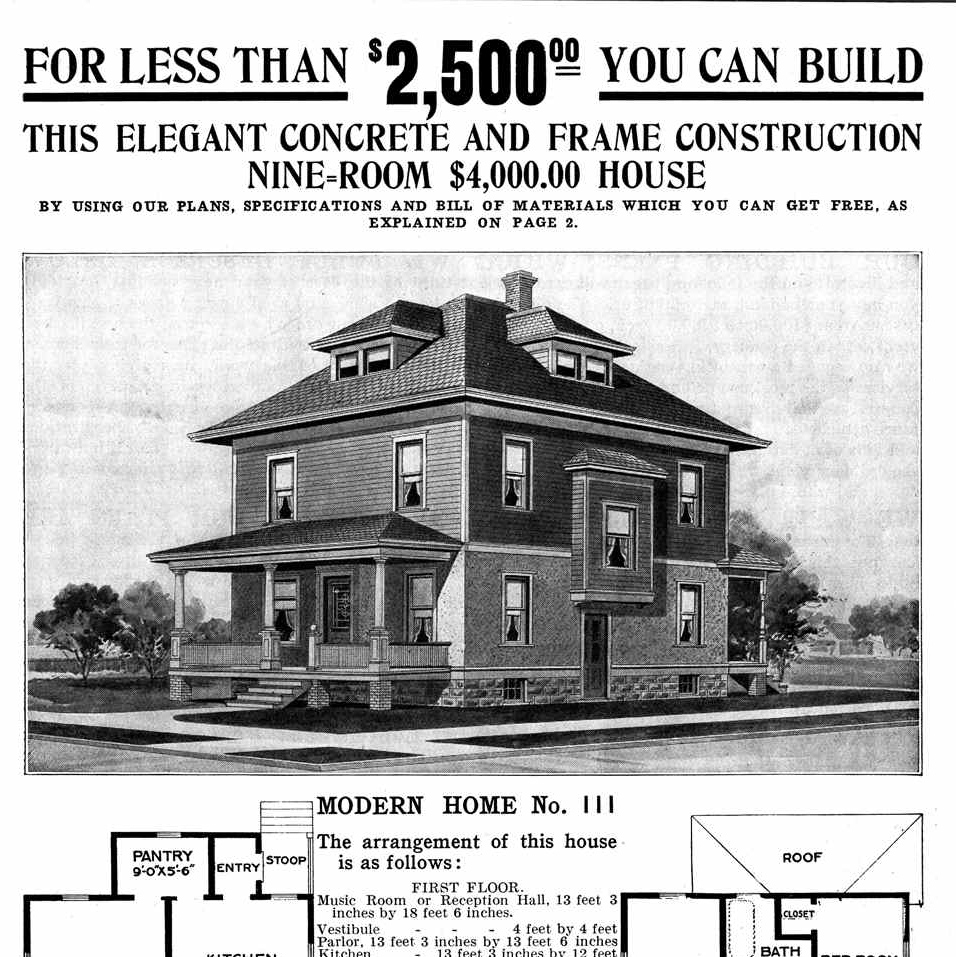 FOR LESS THAN $2,500⁰⁰ YOU CAN BUILD
THIS ELEGANT CONCRETE AND FRAME CONSTRUCTION
NINE=ROOM $4,000.00 HOUSE
BY USING OUR PLANS, SPECIFICATIONS AND BILL OF MATERIALS WHICH YOU CAN GET FREE, AS
EXPLAINED ON PAGE 2.
MODERN HOME No. 111
The arrangement of this house
is as follows:
FIRST FLOOR.
Music Room or Reception Hall, 13 feet 3
inches by 18 feet 6 inches.
Vestibule - - - 4 feet by 4 feet
Parlor, 13 feet 3 inches by 13 feet 6 inches
Kitchen - 13 feet 3 inches by 12 feet
PANTRY
9'-0"X5'-6"
ENTRY
STOOP
KITCHEN
ROOF
CLOSET
BATH
BED ROOM